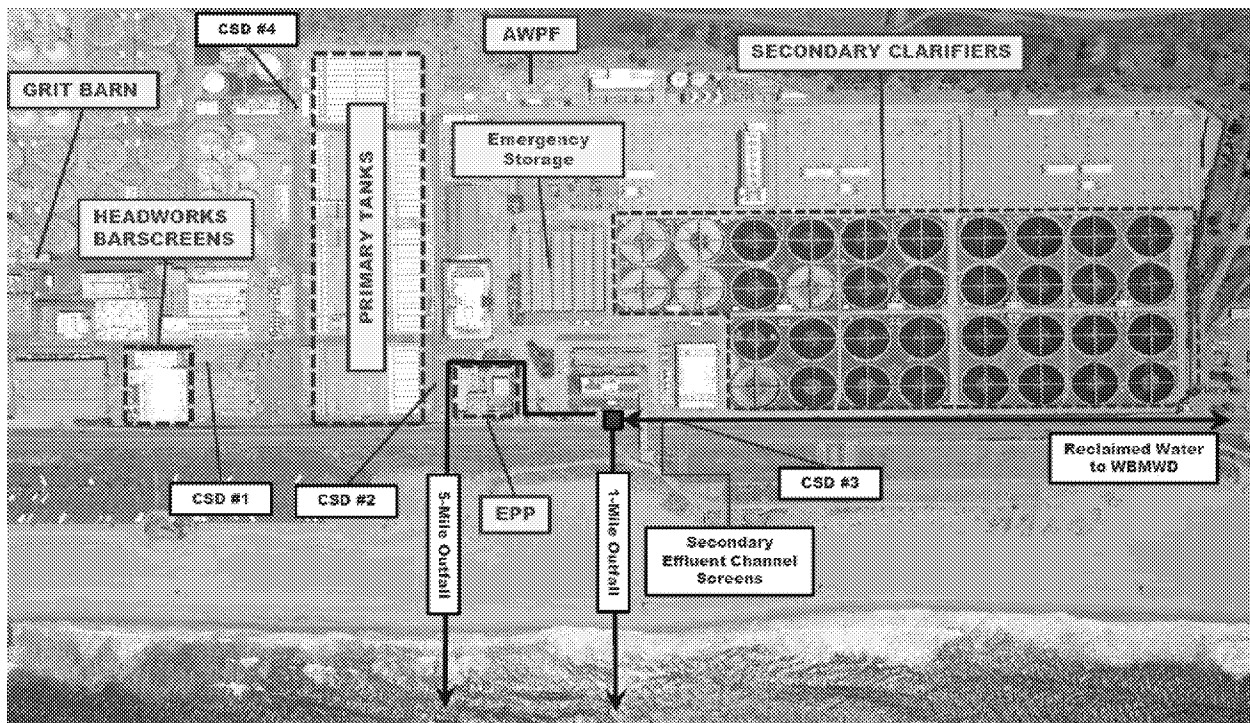 CSD #4
AWPF
SECONDARY CLARIFIERS
GRIT BARN
Emergency
Storage
HEADWORKS
BARSCREENS
PRIMARY TANKS
Reclaimed Water
to WBMWD
CSD #1
CSD #2
EPP
CSD #3
5-Mile Outfall
1-Mile Outfall
Secondary
Effluent Channel
Screens